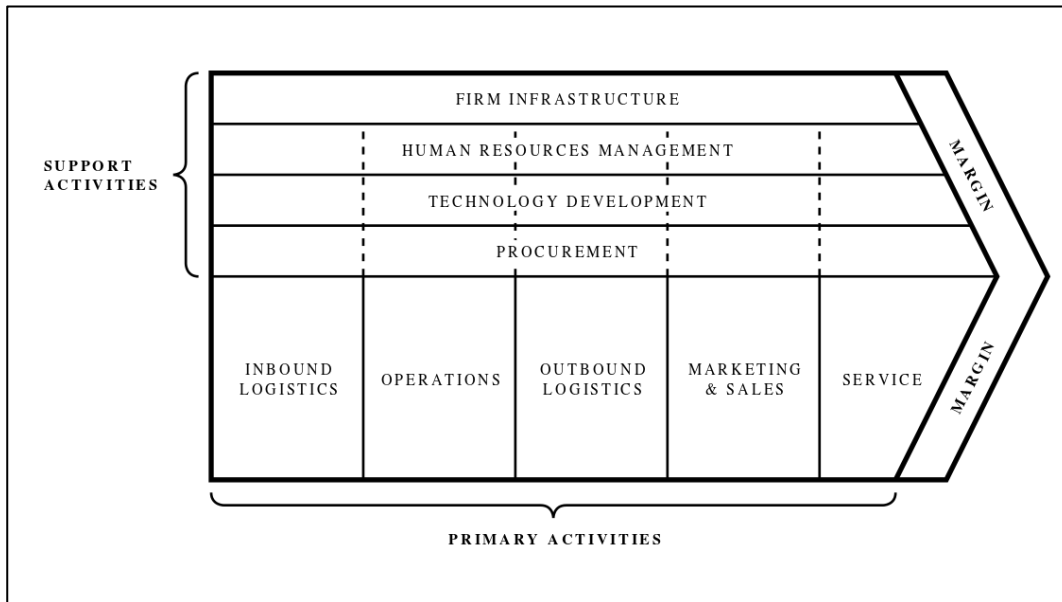 FIRM INFRASTRUCTURE
HUMAN RESOURCES MANAGEMENT
TECHNOLOGY DEVELOPMENT
PROCUREMENT
SUPPORT
ACTIVITIES
MARGIN
MARGIN
INBOUND
LOGISTICS
OPERATIONS
OUTBOUND
LOGISTICS
MARKETING
& SALES
SERVICE
PRIMARY ACTIVITIES